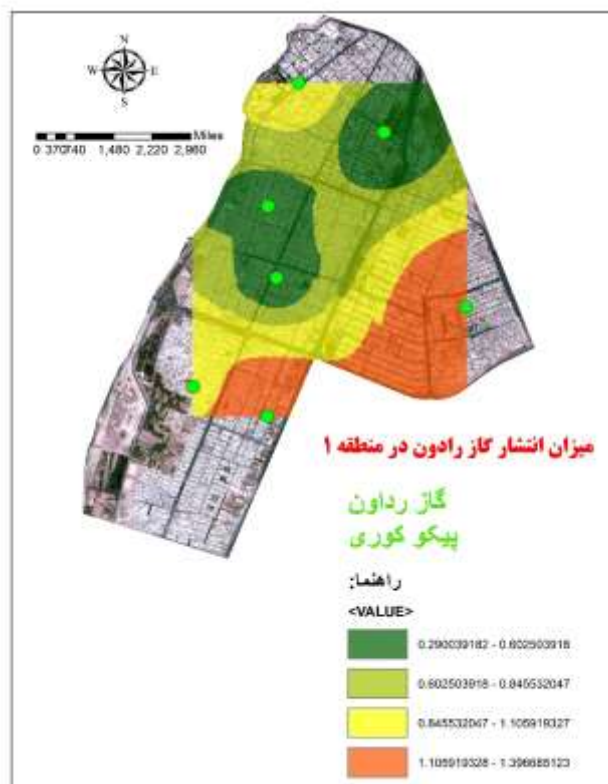 N
W E
S
Miles
0 370740 1,480 2,220 2,960
میزان انتشار گاز رادون در منطقه ۱
گاز رداون
پیکو کوری
راهنما:
<VALUE>
0.290039182 - 0.602503918
0.602503918 - 0.845532047
0.845532047 - 1.105919327
1.105919328 - 1.396688123